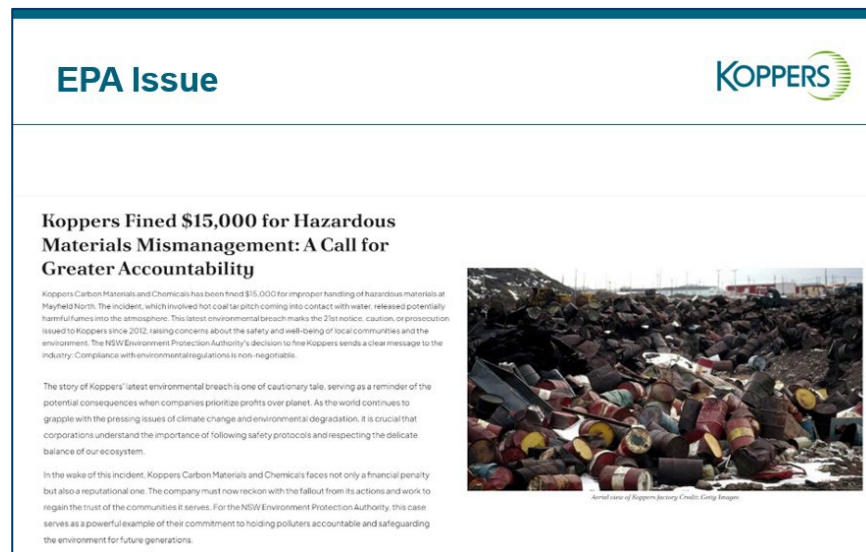 EPA Issue
KOPPERS
Koppers Fined $15,000 for Hazardous
Materials Mismanagement: A Call for
Greater Accountability
Koppers Carbon Materials and Chemicals has been fined $15,000 for improper handling of hazardous materials at
Mayfield North. The incident, which involved hot coal tar pitch coming into contact with water, released potentially
harmful fumes into the atmosphere. This latest environmental breach marks the 21st notice, caution, or prosecution
issued to Koppers since 2012, raising concerns about the safety and well-being of local communities and the
environment. The NSW Environment Protection Authority's decision to fine Koppers sends a clear message to the
industry: Compliance with environmental regulations is non-negotiable.
The story of Koppers' latest environmental breach is one of cautionary tale, serving as a reminder of the
potential consequences when companies prioritize profits over planet. As the world continues to
grapple with the pressing issues of climate change and environmental degradation, it is crucial that
corporations understand the importance of following safety protocols and respecting the delicate
balance of our ecosystem.
In the wake of this incident, Koppers Carbon Materials and Chemicals faces not only a financial penalty
but also a reputational one. The company must now reckon with the fallout from its actions and work to
regain the trust of the communities it serves. For the NSW Environment Protection Authority, this case
serves as a powerful example of their commitment to holding polluters accountable and safeguarding
the environment for future generations.
Aerial view of Koppers factory Credit: Getty Images